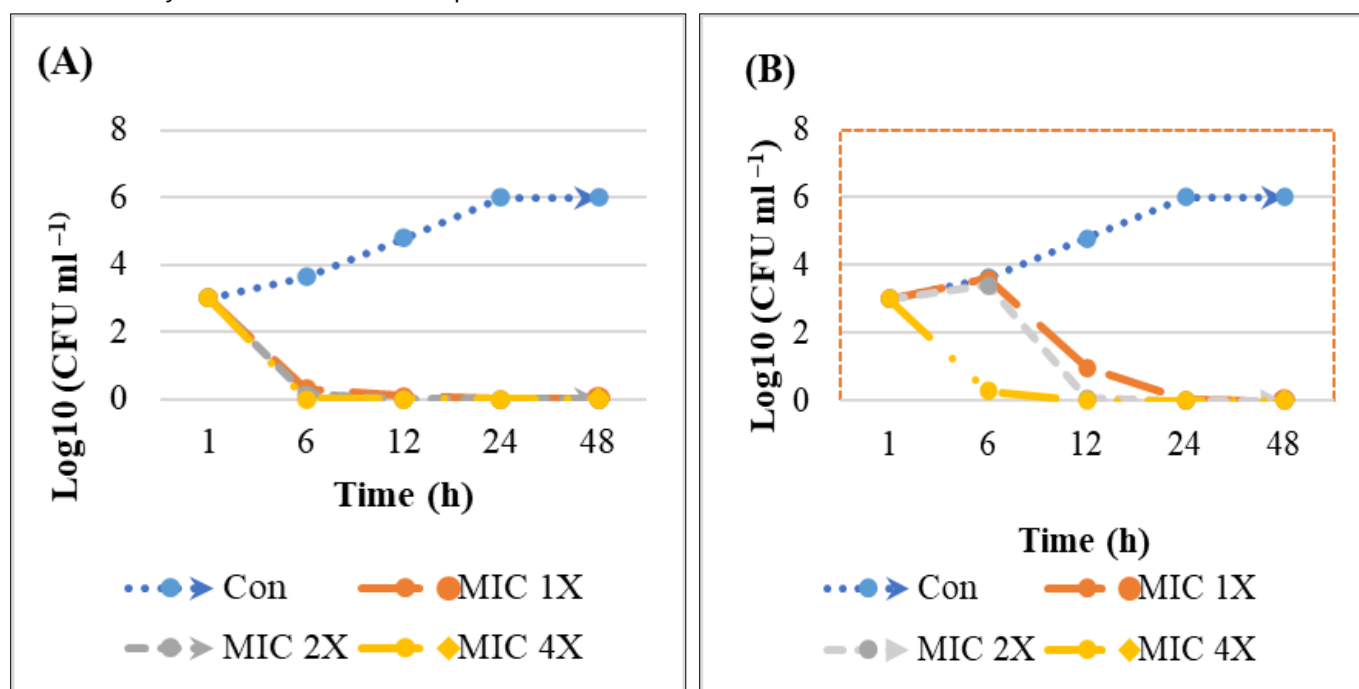 (A)
8
6
4
2
0
1 6 12 24 48
Log10 (CFU ml ⁻¹)
Time (h)
Con MIC 1X
MIC 2X MIC 4X
(B)
8
6
4
2
0
1 6 12 24 48
Log10 (CFU ml ⁻¹)
Time (h)
Con MIC 1X
MIC 2X MIC 4X